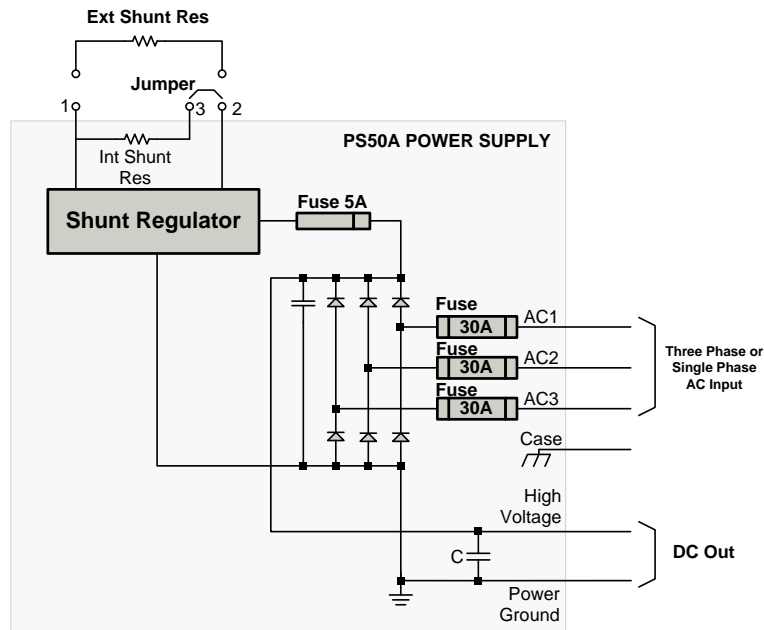 Ext Shunt Res
Jumper
1
3
2
Int Shunt
Res
PS50A POWER SUPPLY
Shunt Regulator
Fuse 5A
Fuse
30A
AC1
Fuse
30A
AC2
Fuse
30A
AC3
Three Phase or
Single Phase
AC Input
Case
High
Voltage
C
DC Out
Power
Ground